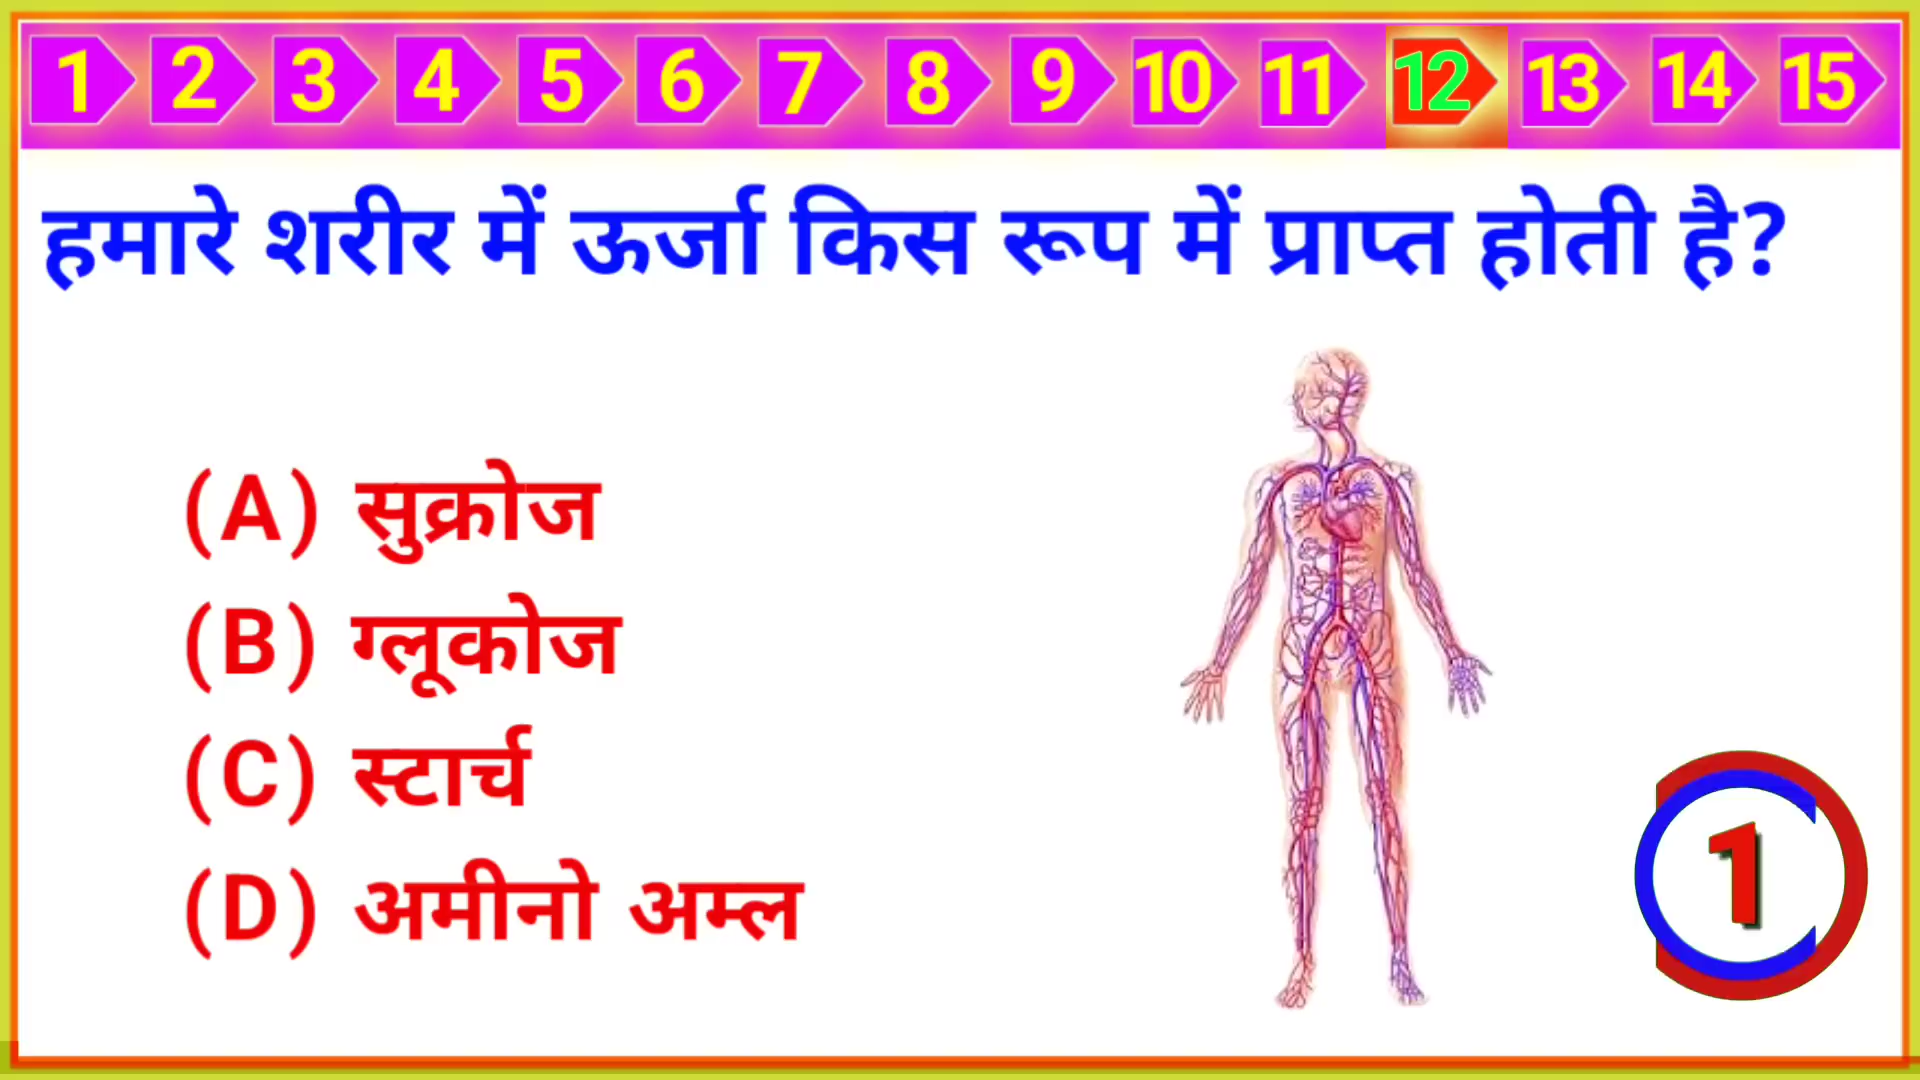 1 2 3 4 5 6 7 8 9 10 11 12 13 14 15
हमारे शरीर में ऊर्जा किस रूप में प्राप्त होती है?
(A) सुक्रोज
(B) ग्लूकोज
(C) स्टार्च
(D) अमीनो अम्ल
1